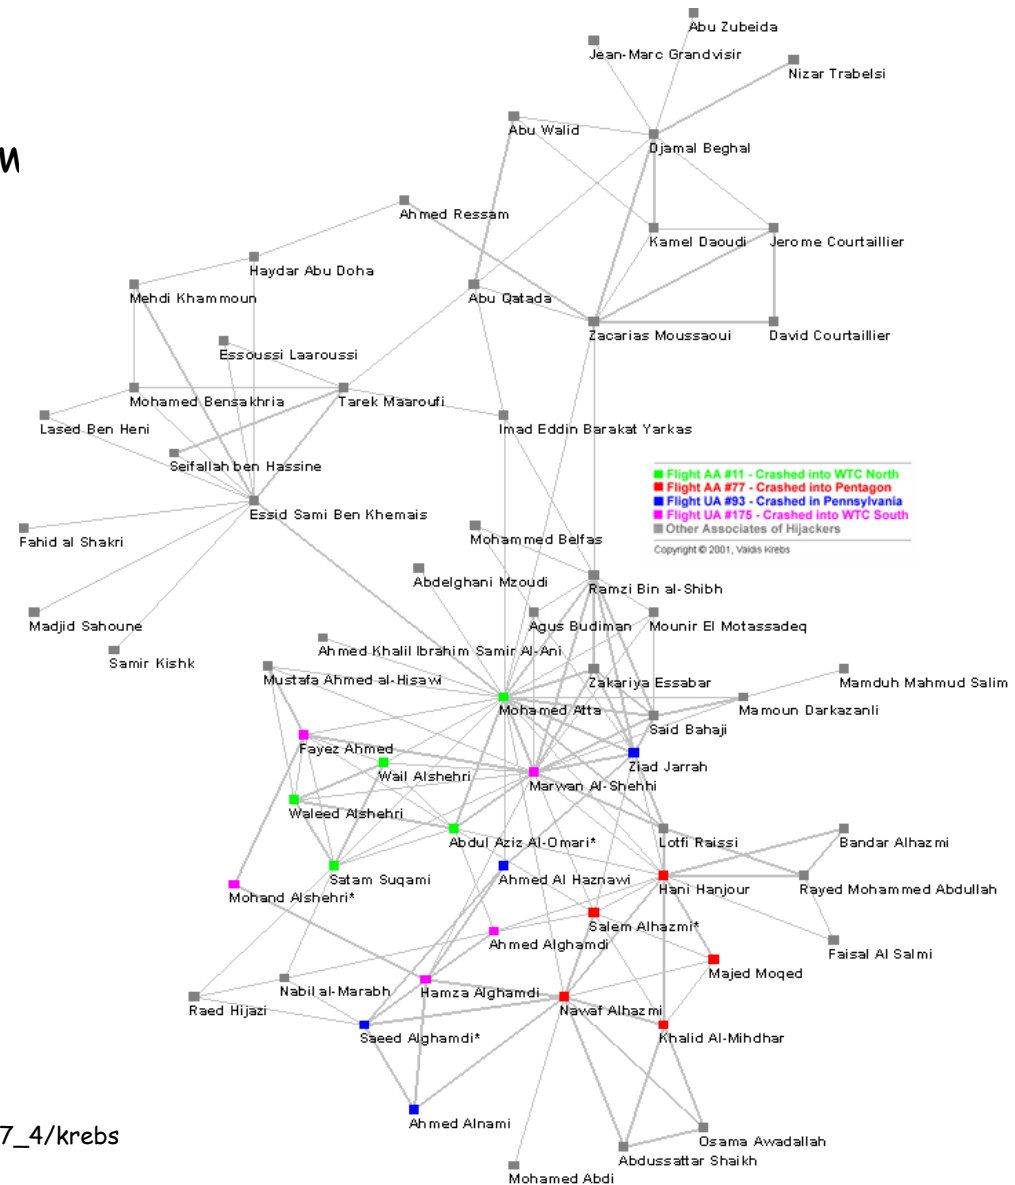 Abu Zubeida
Jean-Marc Grandvisir
Nizar Trabelsi
Abu Walid
Djamal Beghal
Ahmed Ressam
Kamel Daoudi
Jerome Courtaillier
Haydar Abu Doha
Mehdi Khammoun
Abu Qatada
Zacarias Moussaoui
David Courtaillier
Essoussi Laaroussi
Mohamed Bensakhria
Tarek Maaroufi
Lased Ben Heni
Imad Eddin Barakat Yarkas
Seifallah ben Hassine
Flight AA #11 - Crashed into WTC North
Flight AA #77 - Crashed into Pentagon
Flight UA #93 - Crashed in Pennsylvania
Flight UA #175 - Crashed into WTC South
Other Associates of Hijackers
Copyright © 2001, Valdis Krebs
Essid Sami Ben Khemais
Fahid al Shakri
Mohammed Belfas
Abdelghani Mzoudi
Ramzi Bin al-Shibh
Madjid Sahoune
Agus Budiman
Mounir El Motassadeq
Samir Kishk
Ahmed Khalil Ibrahim Samir Al-Ani
Mustafa Ahmed al-Hisawi
Zakariya Essabar
Mamduh Mahmud Salim
Mohamed Atta
Mamoun Darkazanli
Said Bahaji
Fayez Ahmed
Ziad Jarrah
Wail Alshehri
Marwan Al-Shehhi
Waleed Alshehri
Abdul Aziz Al-Omari*
Lotfi Raissi
Bandar Alhazmi
Satam Suqami
Ahmed Al Haznawi
Hani Hanjour
Rayed Mohammed Abdullah
Mohand Alshehri*
Salem Alhazmi*
Ahmed Alghamdi
Faisal Al Salmi
Majed Moqed
Nabil al-Marabh
Hamza Alghamdi
Raed Hijazi
Nawaf Alhazmi
Saeed Alghamdi*
Khalid Al-Mihdhar
Ahmed Alnami
7_4/krebs
Osama Awadallah
Abdussattar Shaikh
Mohamed Abdi